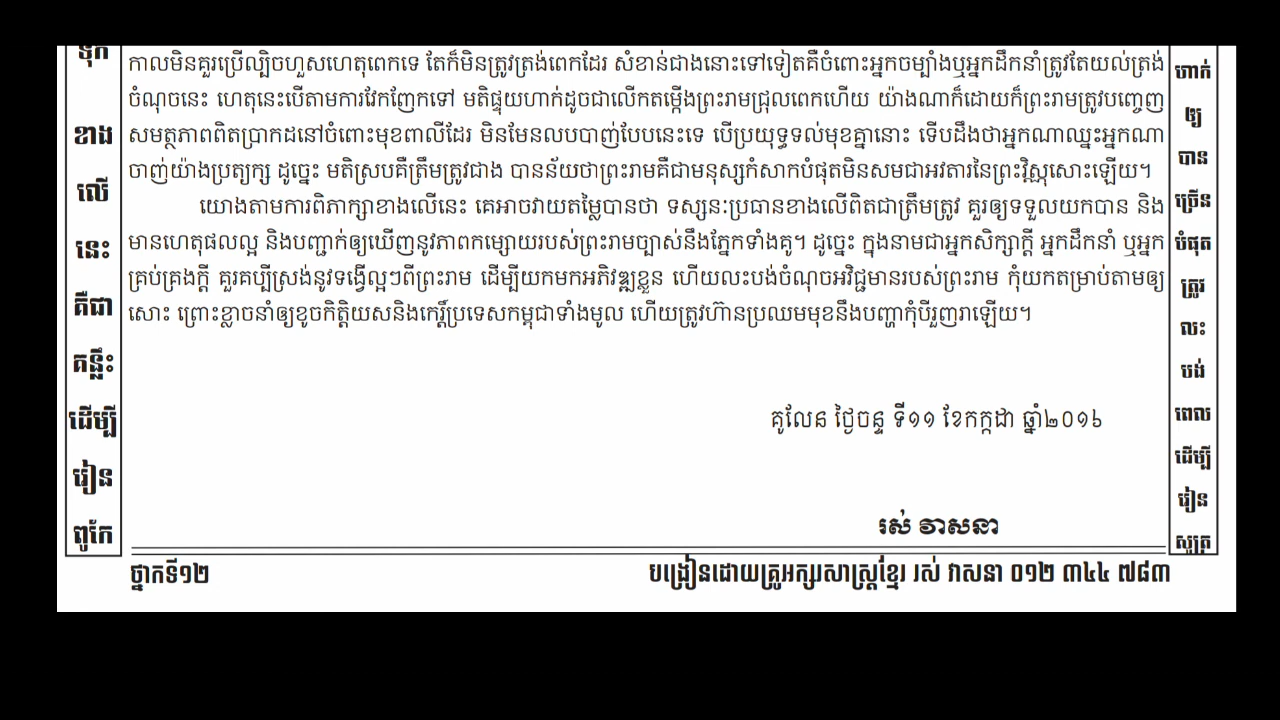 ទុក
ខាង
លើ
នេះ
គឺជា
គន្លឹះ
ដើម្បី
រៀន
ពូកែ
កាលមិនគួរប្រើល្បិចហួសហេតុពេកទេ តែក៏មិនត្រូវត្រង់ពេកដែរ សំខាន់ជាងនោះទៅទៀតគឺចំពោះអ្នកចម្បាំងឬអ្នកដឹកនាំត្រូវតែយល់ត្រង់
ចំណុចនេះ ហេតុនេះបើតាមការវែកញែកទៅ មតិផ្ទុយហាក់ដូចជាលើកតម្កើងព្រះរាមជ្រុលពេកហើយ យ៉ាងណាក៏ដោយក៏ព្រះរាមត្រូវបញ្ចេញ
សមត្ថភាពពិតប្រាកដនៅចំពោះមុខពាលីដែរ មិនមែនលបបាញ់បែបនេះទេ បើប្រយុទ្ធទល់មុខគ្នានោះ ទើបដឹងថាអ្នកណាឈ្នះអ្នកណា
ចាញ់យ៉ាងប្រត្យក្ស ដូច្នេះ មតិស្របគឺត្រឹមត្រូវជាង បានន័យថាព្រះរាមគឺជាមនុស្សកំសាកបំផុតមិនសមជាអវតារនៃព្រះវិស្ណុសោះឡើយ។
យោងតាមការពិភាក្សាខាងលើនេះ គេអាចវាយតម្លៃបានថា ទស្សនៈប្រធានខាងលើពិតជាត្រឹមត្រូវ គួរឲ្យទទួលយកបាន និង
មានហេតុផលល្អ និងបញ្ជាក់ឲ្យឃើញនូវភាពកម្សោយរបស់ព្រះរាមច្បាស់នឹងភ្នែកទាំងគូ។ ដូច្នេះ ក្នុងនាមជាអ្នកសិក្សាក្ដី អ្នកដឹកនាំ ឬអ្នក
គ្រប់គ្រងក្ដី គួរគប្បីស្រង់នូវទង្វើល្អៗពីព្រះរាម ដើម្បីយកមកអភិវឌ្ឍខ្លួន ហើយលះបង់ចំណុចអវិជ្ជមានរបស់ព្រះរាម កុំយកតម្រាប់តាមឲ្យ
សោះ ព្រោះខ្លាចនាំឲ្យខូចកិត្តិយសនិងកេរ្តិ៍ប្រទេសកម្ពុជាទាំងមូល ហើយត្រូវហ៊ានប្រឈមមុខនឹងបញ្ហាកុំបីរួញរាឡើយ។
គូលែន ថ្ងៃចន្ទ ទី១១ ខែកក្កដា ឆ្នាំ២០១៦
រស់ វាសនា
ហាក់
ឲ្យ
បាន
ច្រើន
បំផុត
ត្រូវ
លះ
បង់
ពេល
ដើម្បី
រៀន
សូត្រ
ថ្នាក់ទី១២
បង្រៀនដោយគ្រូអក្សរសាស្ត្រខ្មែរ រស់ វាសនា ០១២ ៣៤៤ ៧៨៣